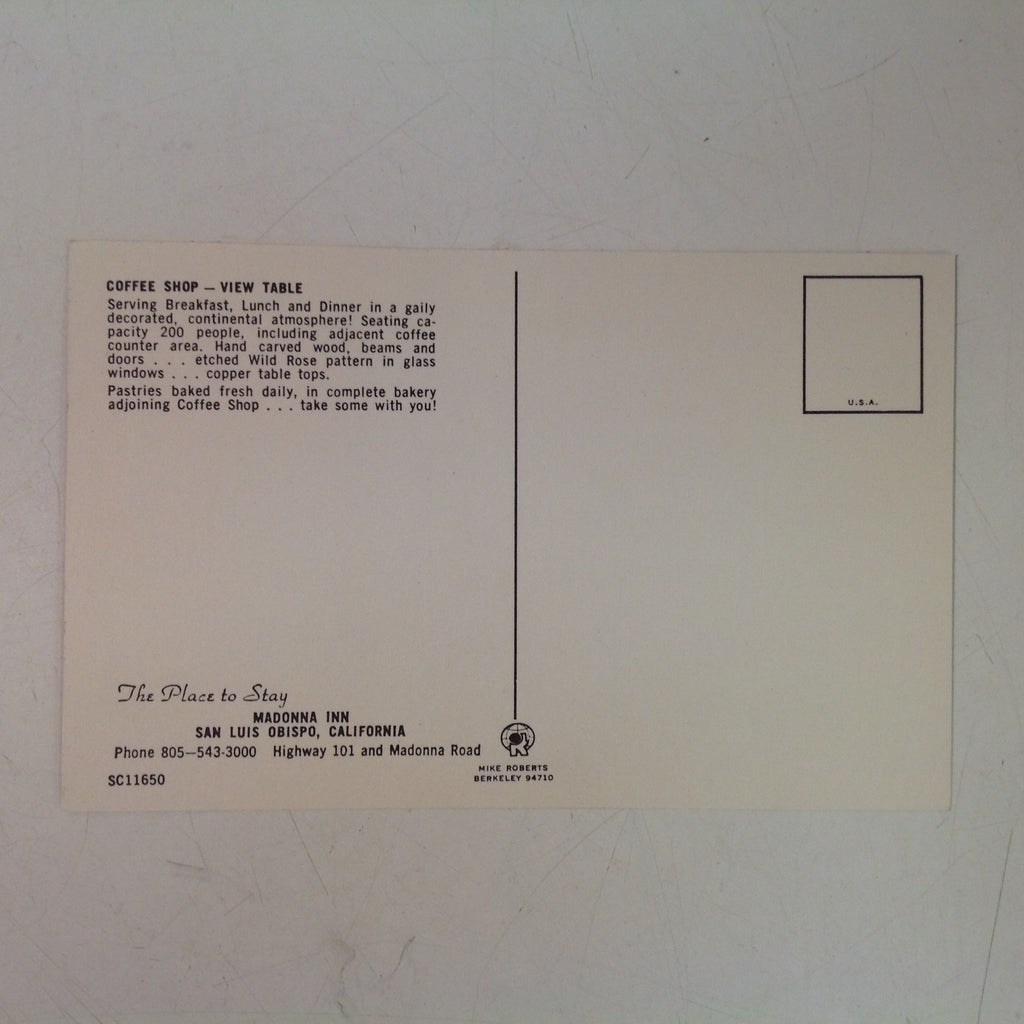 COFFEE SHOP — VIEW TABLE
Serving Breakfast, Lunch and Dinner in a gaily
decorated, continental atmosphere! Seating ca-
pacity 200 people, including adjacent coffee
counter area. Hand carved wood, beams and
doors . . . etched Wild Rose pattern in glass
windows . . . copper table tops.
Pastries baked fresh daily, in complete bakery
adjoining Coffee Shop . . . take some with you!
U.S.A.
The Place to Stay
MADONNA INN
SAN LUIS OBISPO, CALIFORNIA
Phone 805—543-3000 Highway 101 and Madonna Road
SC11650
MIKE ROBERTS
BERKELEY 94710